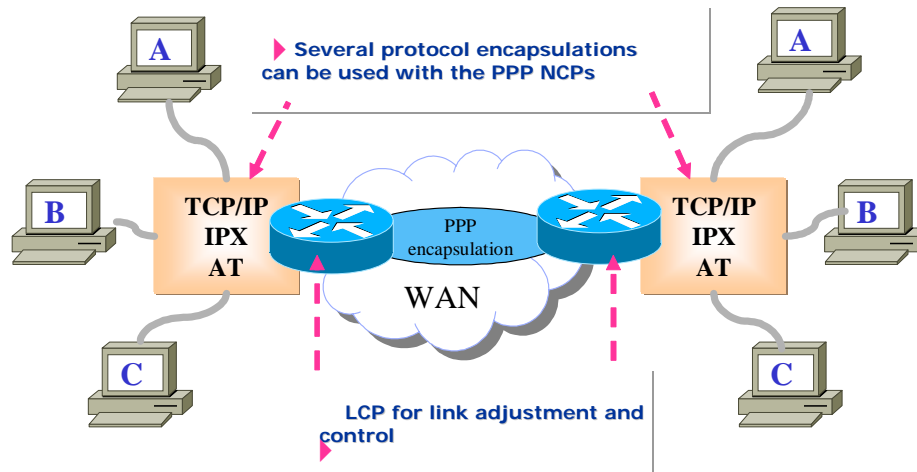 A
Several protocol encapsulations
can be used with the PPP NCPs
A
B
TCP/IP
IPX
AT
PPP
encapsulation
WAN
TCP/IP
IPX
AT
B
C
LCP for link adjustment and
control
C